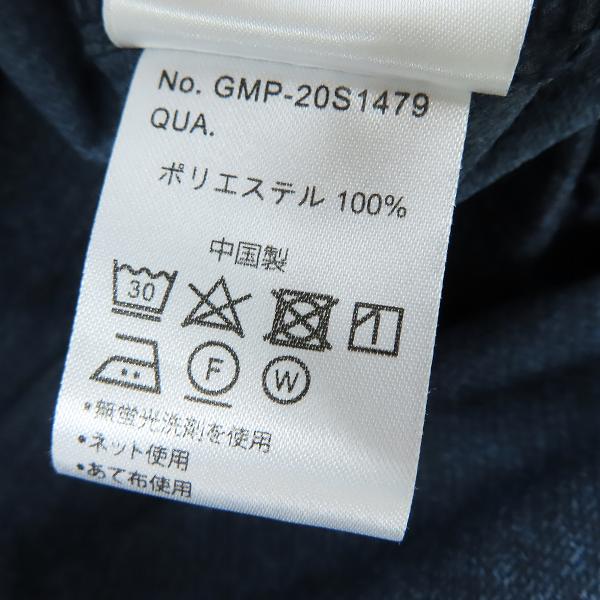 No. GMP-20S1479
QUA.
ポリエステル 100%
中国製
30
F W
•無蛍光洗剤を使用
•ネット使用
•あて布使用